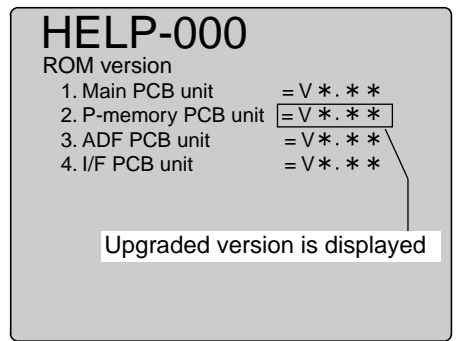 HELP-000
ROM version
1. Main PCB unit = V＊.＊＊
2. P-memory PCB unit = V＊.＊＊
3. ADF PCB unit = V＊.＊＊
4. I/F PCB unit = V＊.＊＊
Upgraded version is displayed